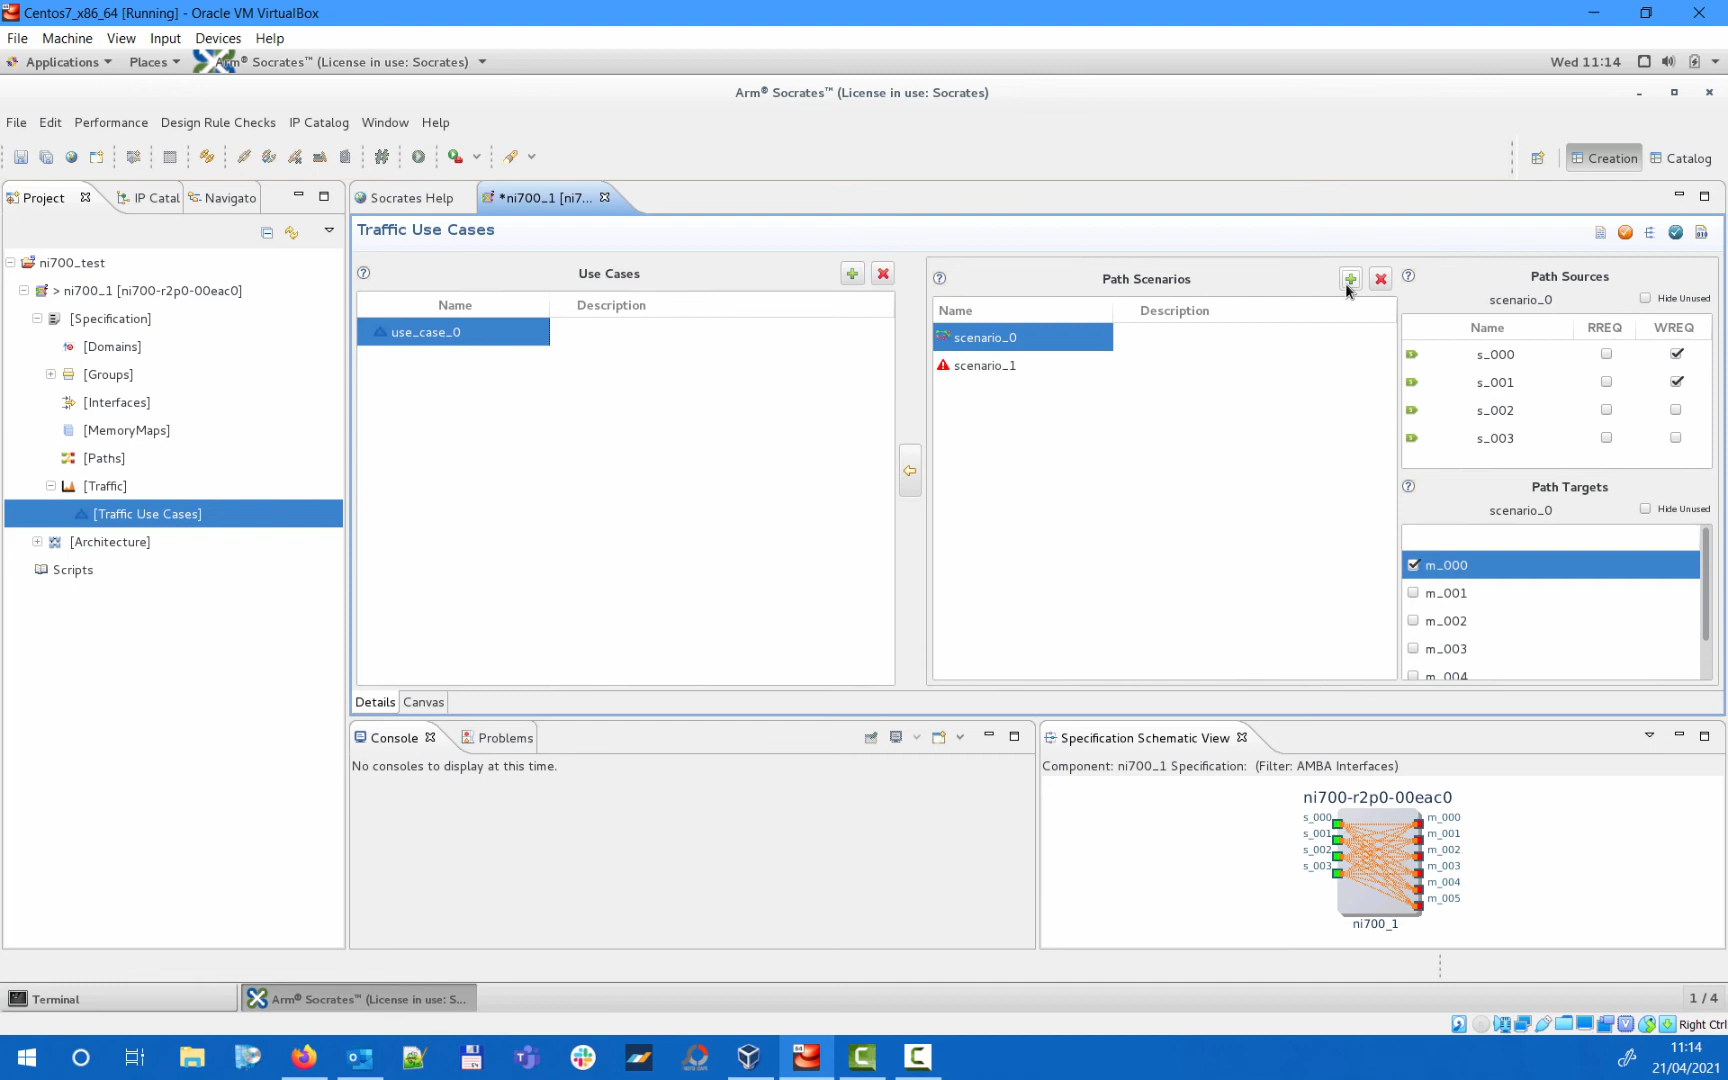 Centos7_x86_64 [Running] - Oracle VM VirtualBox
File Machine View Input Devices Help
Applications Places Arm® Socrates™ (License in use: Socrates) Wed 11:14
Arm® Socrates™ (License in use: Socrates)
File Edit Performance Design Rule Checks IP Catalog Window Help
Creation Catalog
Project IP Catal Navigato
Socrates Help *ni700_1 [ni7...
Traffic Use Cases
ni700_test
> ni700_1 [ni700-r2p0-00eac0]
[Specification]
[Domains]
[Groups]
[Interfaces]
[MemoryMaps]
[Paths]
[Traffic]
[Traffic Use Cases]
[Architecture]
Scripts
Use Cases
Name Description
use_case_0
Path Scenarios
Name Description
scenario_0
scenario_1
Path Sources
scenario_0 Hide Unused
Name RREQ WREQ
s_000
s_001
s_002
s_003
Path Targets
scenario_0 Hide Unused
m_000
m_001
m_002
m_003
m_004
Details Canvas
Console Problems
No consoles to display at this time.
Specification Schematic View
Component: ni700_1 Specification: (Filter: AMBA Interfaces)
ni700-r2p0-00eac0
s_000 m_000
s_001 m_001
s_002 m_002
s_003 m_003
m_004
m_005
ni700_1
Terminal Arm® Socrates™ (License in use: S... 1 / 4
Right Ctrl
11:14
21/04/2021